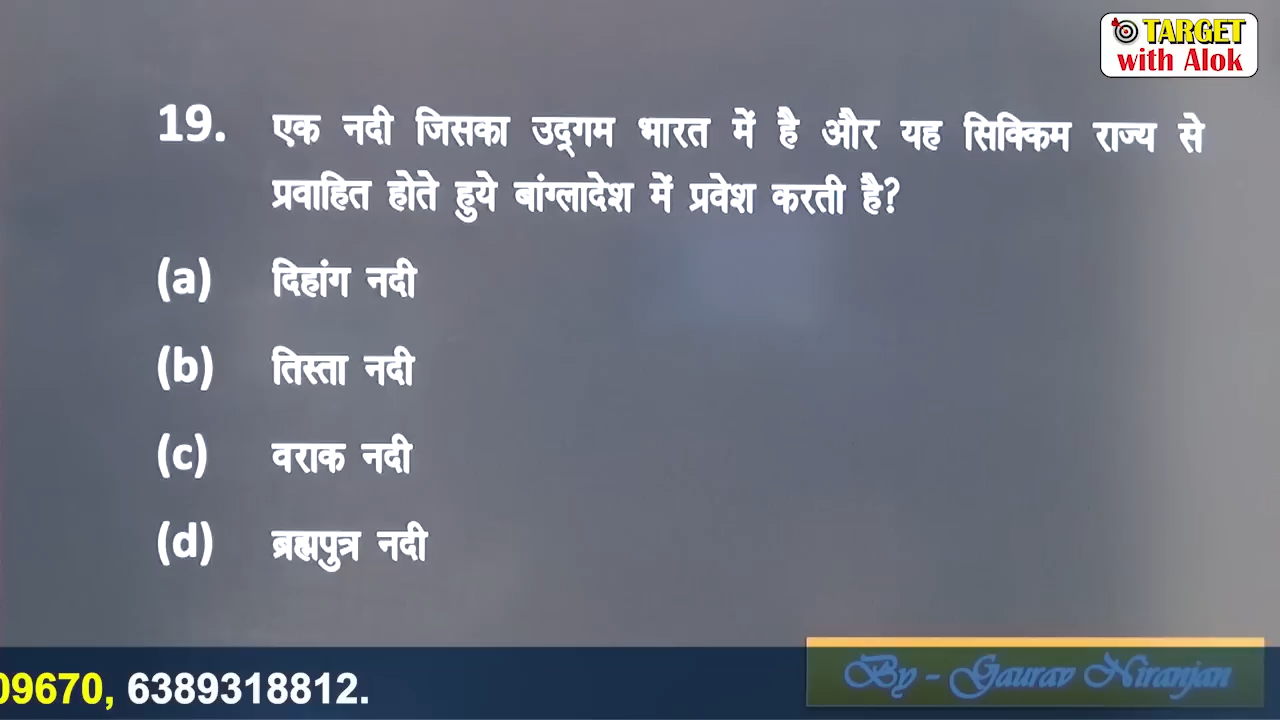 TARGET
with Alok
19. एक नदी जिसका उद्गम भारत में है और यह सिक्किम राज्य से
प्रवाहित होते हुये बांग्लादेश में प्रवेश करती है?
(a) दिहांग नदी
(b) तिस्ता नदी
(c) वराक नदी
(d) ब्रह्मपुत्र नदी
09670, 6389318812.
By - Gaurav Niranjan